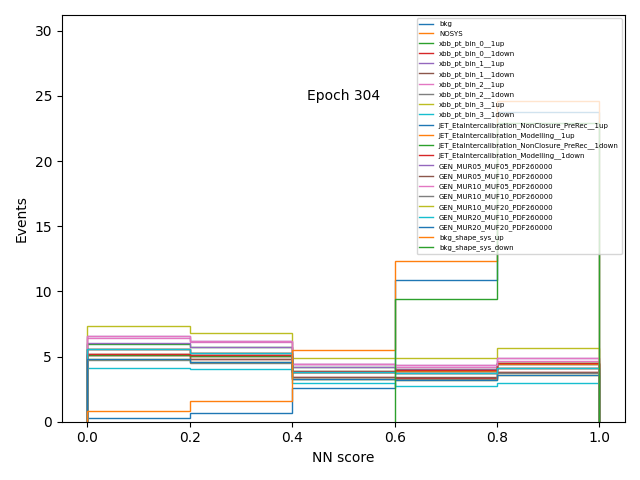 30
25
20
15
10
5
0
Events
Epoch 304
bkg
NOSYS
xbb_pt_bin_0__1up
xbb_pt_bin_0__1down
xbb_pt_bin_1__1up
xbb_pt_bin_1__1down
xbb_pt_bin_2__1up
xbb_pt_bin_2__1down
xbb_pt_bin_3__1up
xbb_pt_bin_3__1down
JET_EtaIntercalibration_NonClosure_PreRec__1up
JET_EtaIntercalibration_Modelling__1up
JET_EtaIntercalibration_NonClosure_PreRec__1down
JET_EtaIntercalibration_Modelling__1down
GEN_MUR05_MUF05_PDF260000
GEN_MUR05_MUF10_PDF260000
GEN_MUR10_MUF05_PDF260000
GEN_MUR10_MUF10_PDF260000
GEN_MUR10_MUF20_PDF260000
GEN_MUR20_MUF10_PDF260000
GEN_MUR20_MUF20_PDF260000
bkg_shape_sys_up
bkg_shape_sys_down
0.0 0.2 0.4 0.6 0.8 1.0
NN score